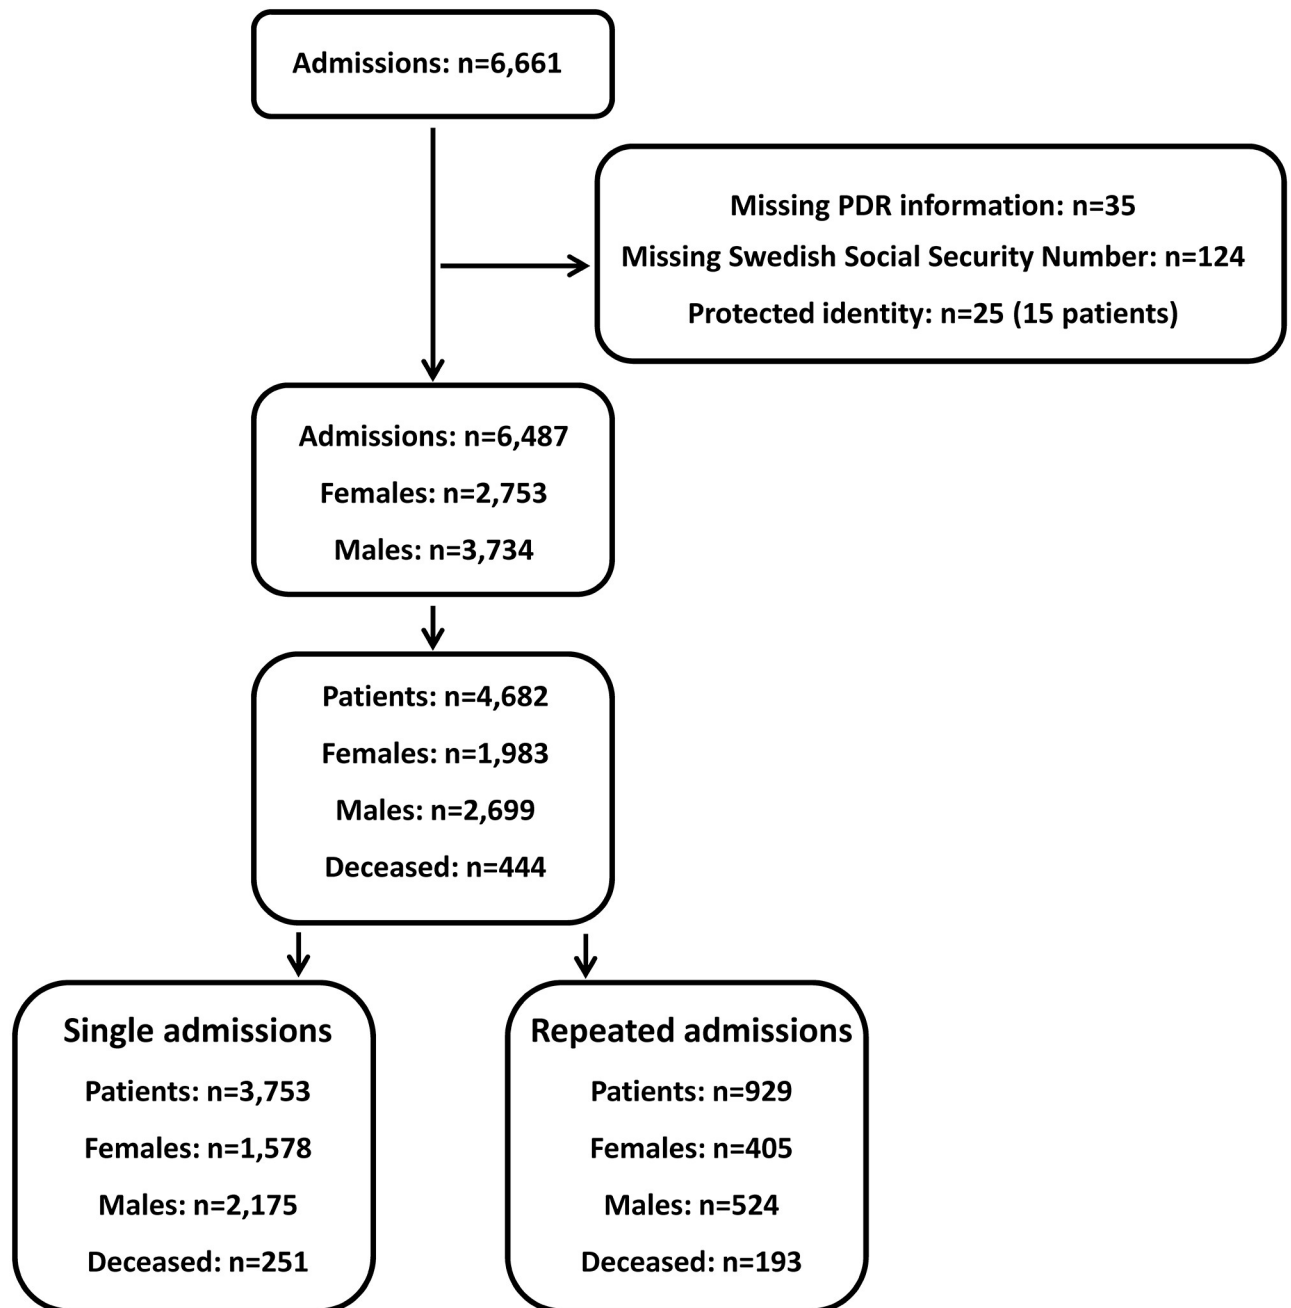 Admissions: n=6,661
Missing PDR information: n=35
Missing Swedish Social Security Number: n=124
Protected identity: n=25 (15 patients)
Admissions: n=6,487
Females: n=2,753
Males: n=3,734
Patients: n=4,682
Females: n=1,983
Males: n=2,699
Deceased: n=444
Single admissions
Patients: n=3,753
Females: n=1,578
Males: n=2,175
Deceased: n=251
Repeated admissions
Patients: n=929
Females: n=405
Males: n=524
Deceased: n=193